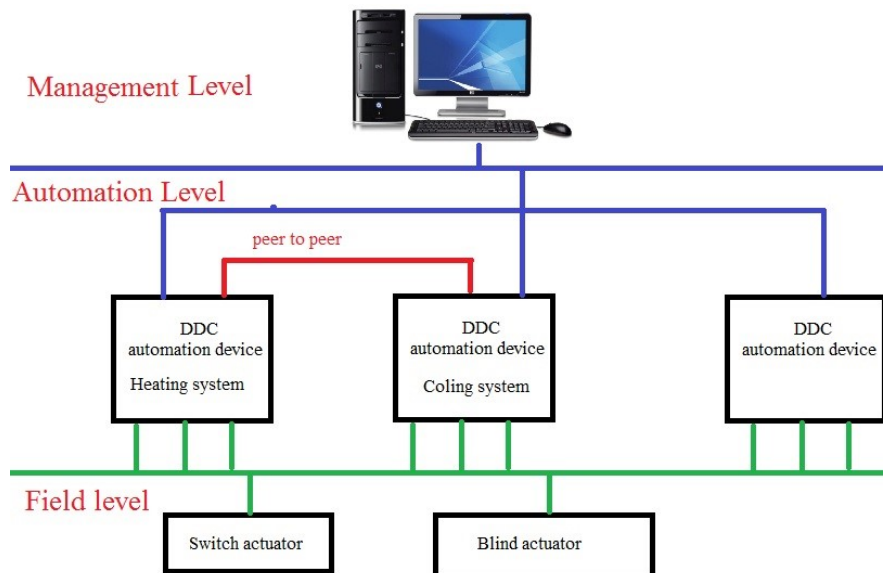 Management Level
Automation Level
peer to peer
DDC
automation device
Heating system
DDC
automation device
Coling system
DDC
automation device
Field level
Switch actuator
Blind actuator